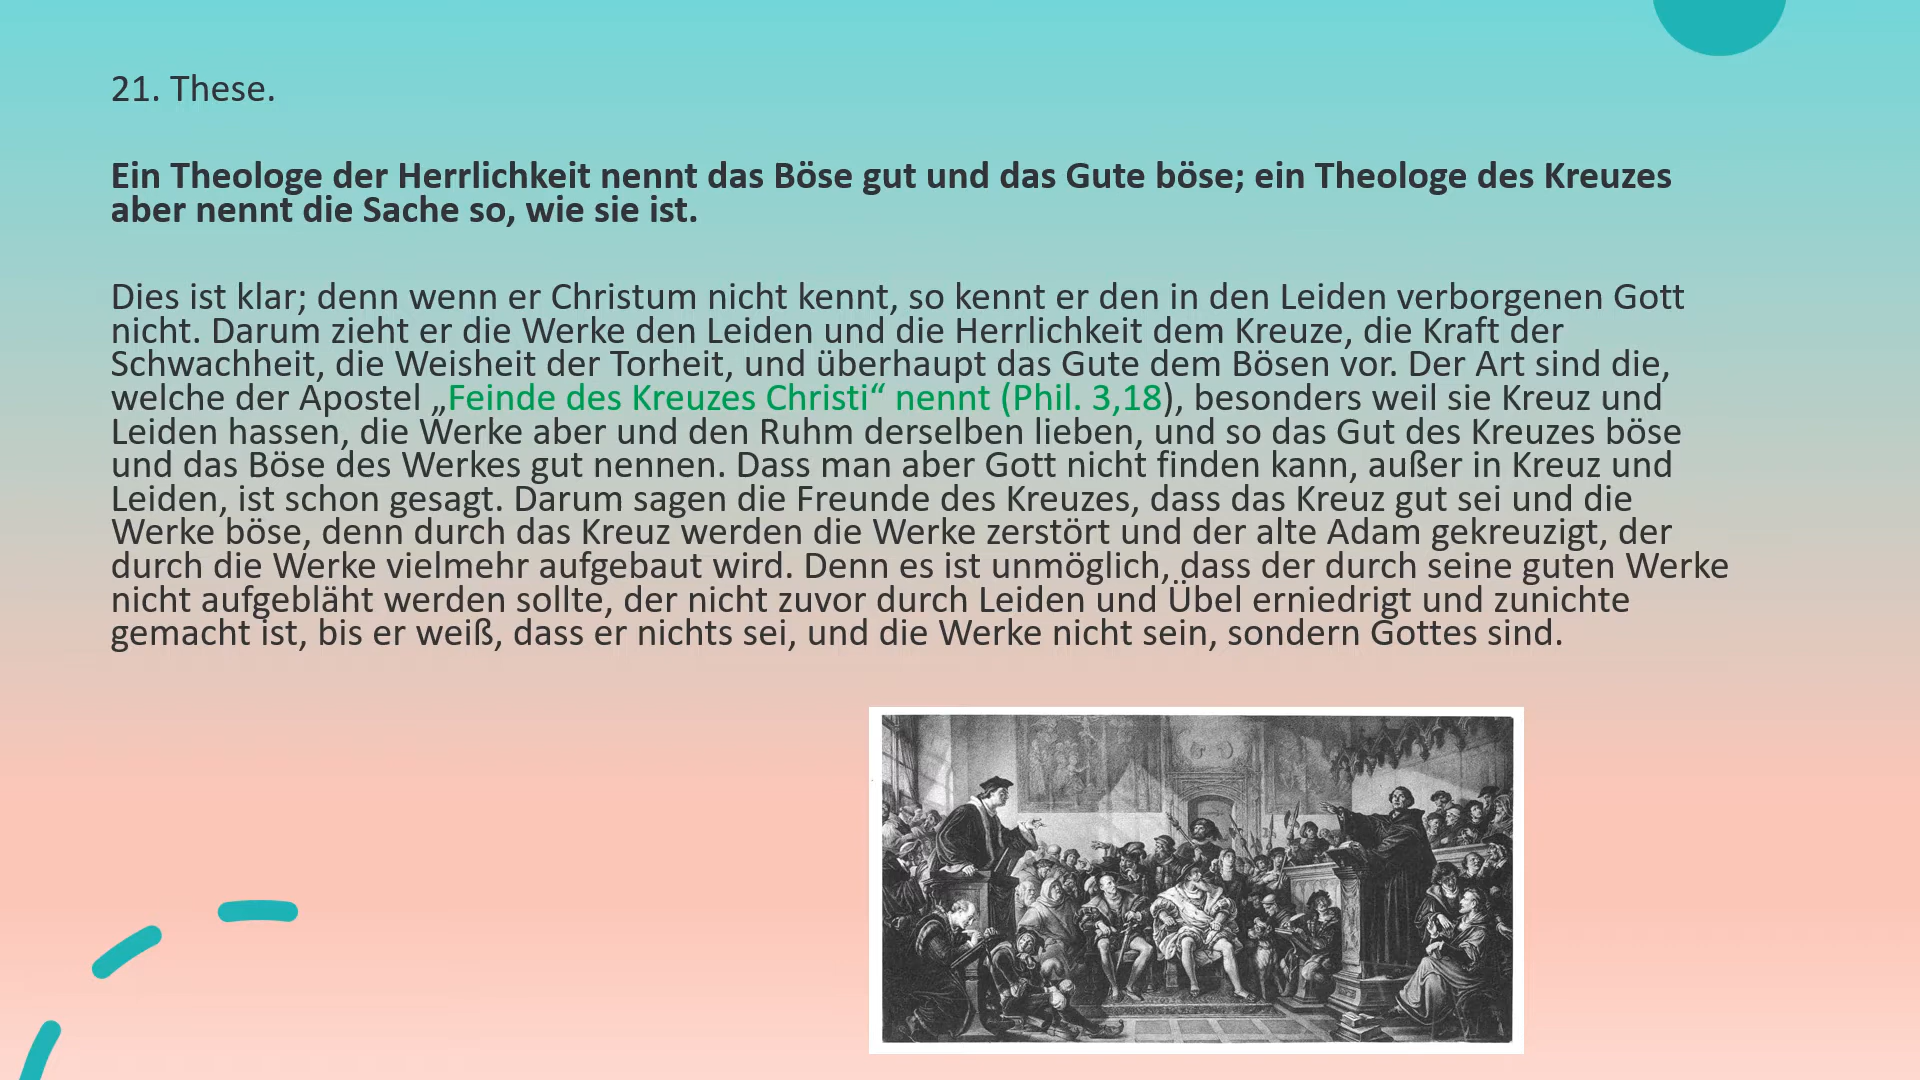 21. These.
Ein Theologe der Herrlichkeit nennt das Böse gut und das Gute böse; ein Theologe des Kreuzes
aber nennt die Sache so, wie sie ist.
Dies ist klar; denn wenn er Christum nicht kennt, so kennt er den in den Leiden verborgenen Gott
nicht. Darum zieht er die Werke den Leiden und die Herrlichkeit dem Kreuze, die Kraft der
Schwachheit, die Weisheit der Torheit, und überhaupt das Gute dem Bösen vor. Der Art sind die,
welche der Apostel „Feinde des Kreuzes Christi“ nennt (Phil. 3,18), besonders weil sie Kreuz und
Leiden hassen, die Werke aber und den Ruhm derselben lieben, und so das Gut des Kreuzes böse
und das Böse des Werkes gut nennen. Dass man aber Gott nicht finden kann, außer in Kreuz und
Leiden, ist schon gesagt. Darum sagen die Freunde des Kreuzes, dass das Kreuz gut sei und die
Werke böse, denn durch das Kreuz werden die Werke zerstört und der alte Adam gekreuzigt, der
durch die Werke vielmehr aufgebaut wird. Denn es ist unmöglich, dass der durch seine guten Werke
nicht aufgebläht werden sollte, der nicht zuvor durch Leiden und Übel erniedrigt und zunichte
gemacht ist, bis er weiß, dass er nichts sei, und die Werke nicht sein, sondern Gottes sind.